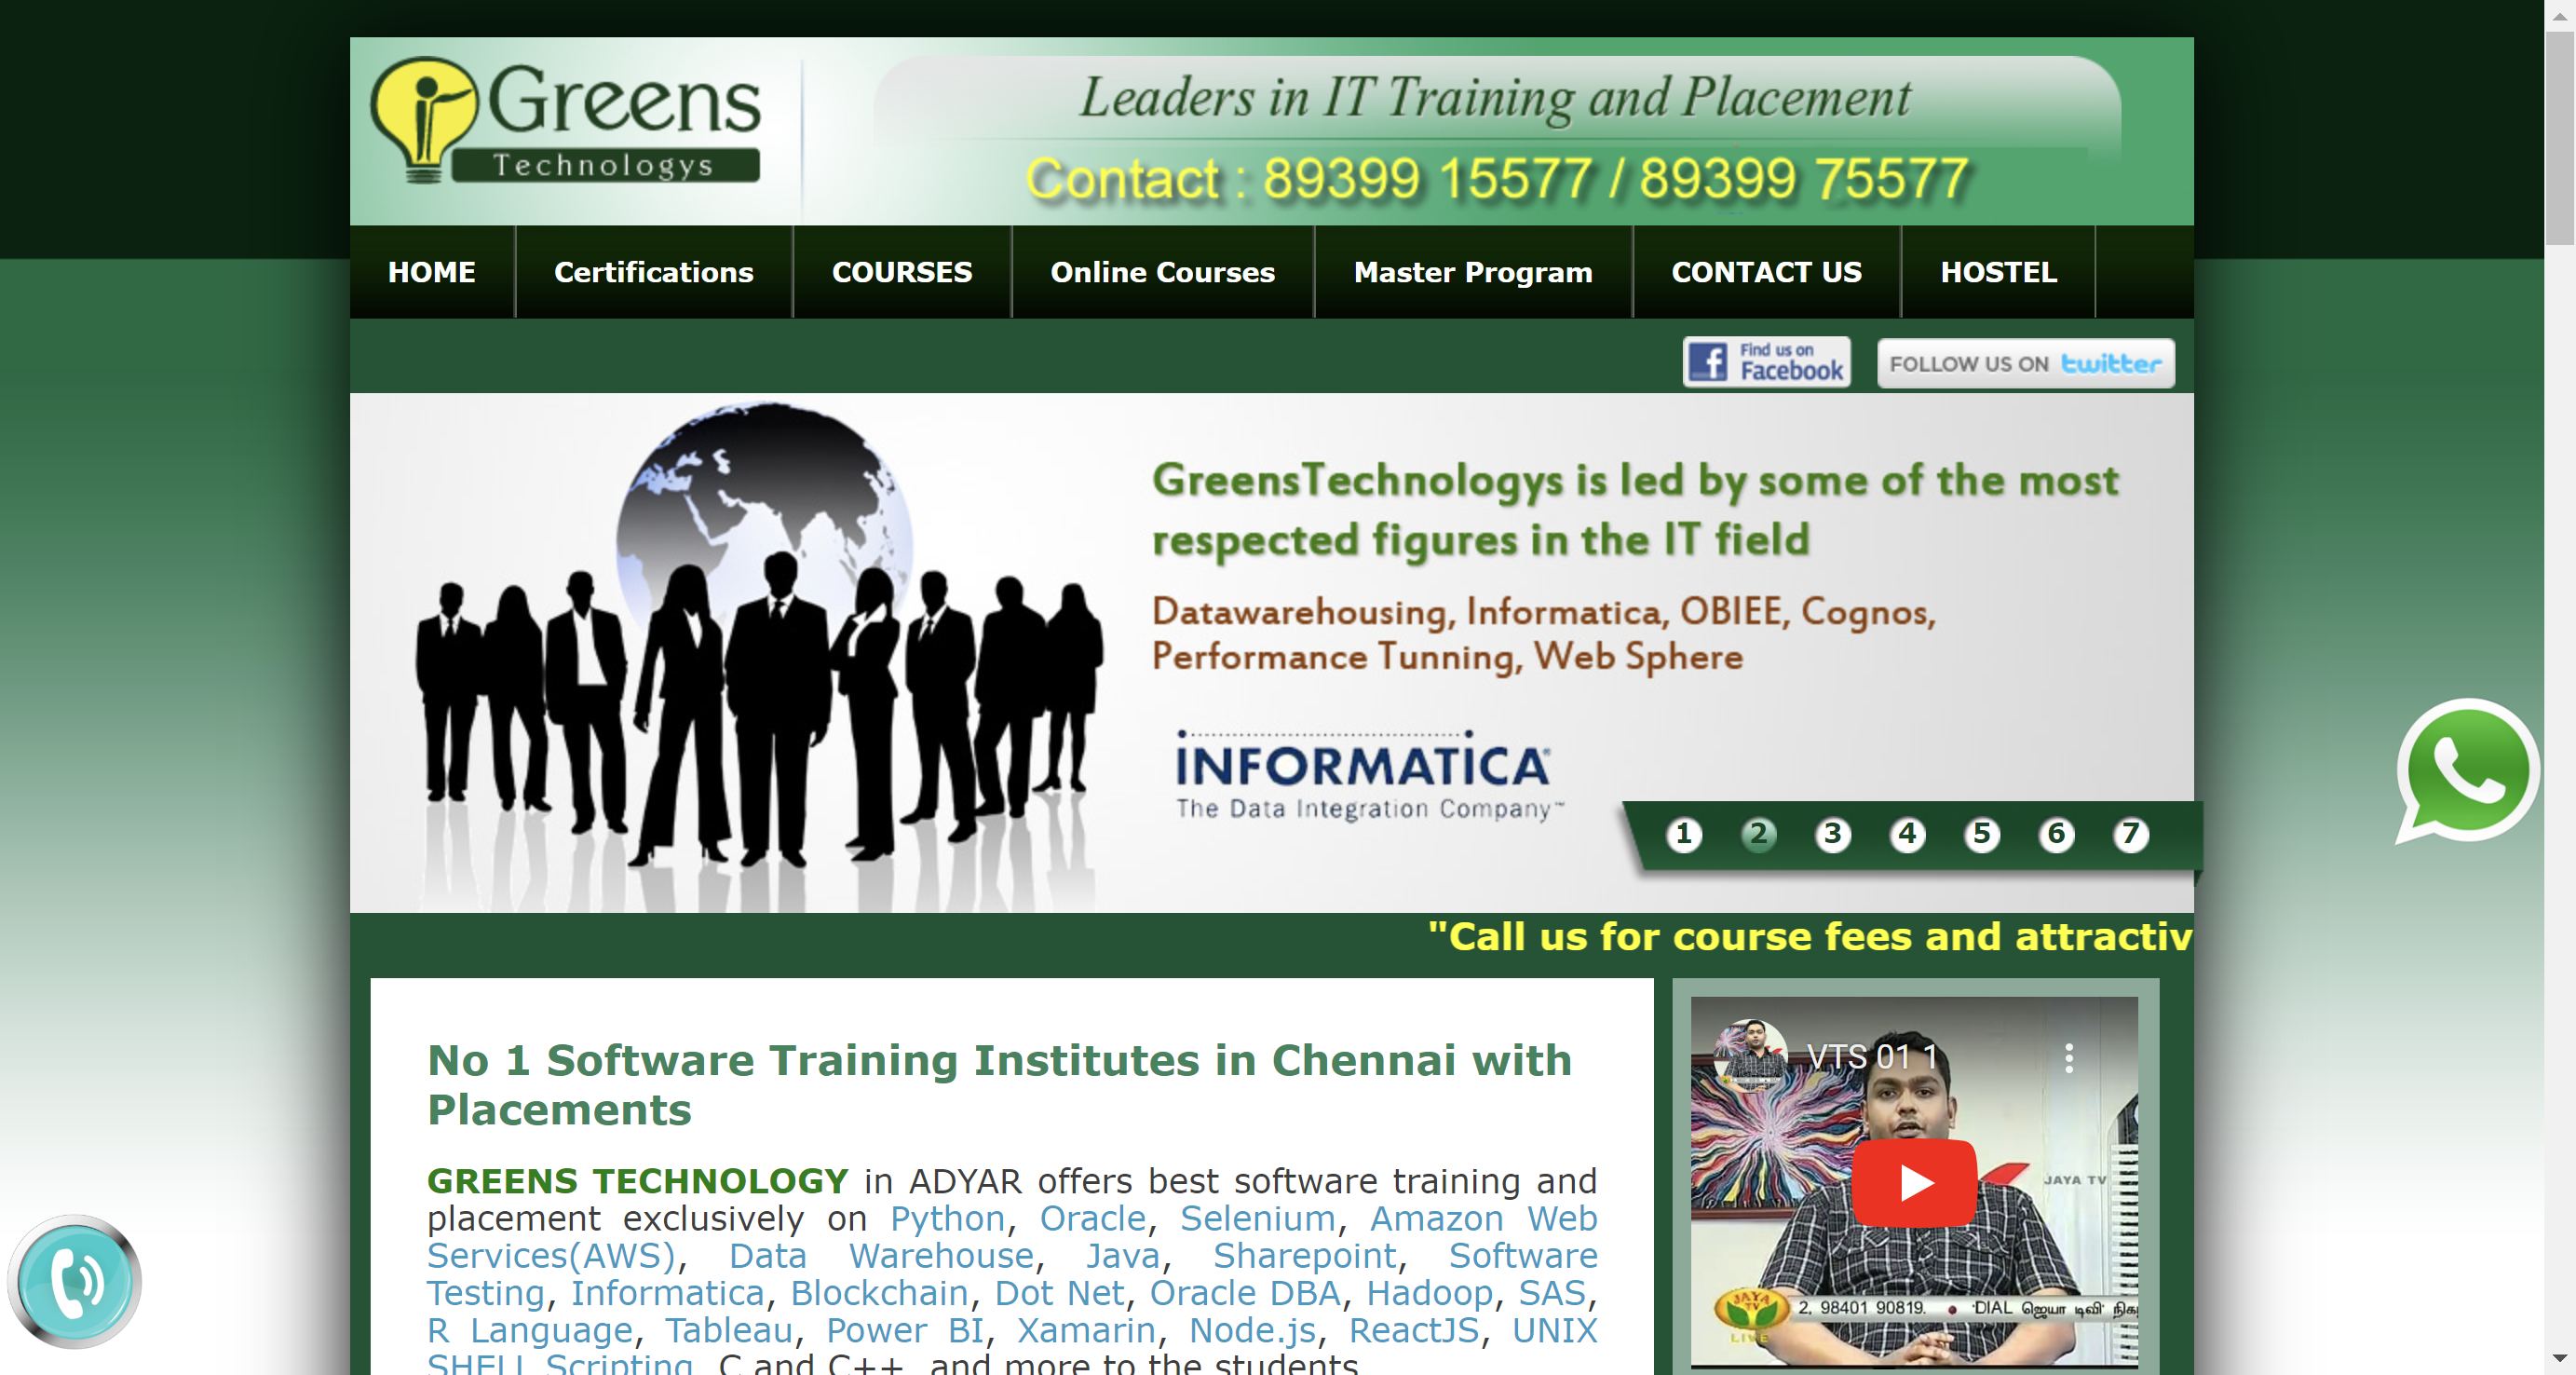 Greens
Technologys
Leaders in IT Training and Placement
Contact : 89399 15577 / 89399 75577
HOME Certifications COURSES Online Courses Master Program CONTACT US HOSTEL
Find us on
Facebook
FOLLOW US ON twitter
GreensTechnologys is led by some of the most
respected figures in the IT field
Datawarehousing, Informatica, OBIEE, Cognos,
Performance Tunning, Web Sphere
INFORMATICA®
The Data Integration Company™
1 2 3 4 5 6 7
"Call us for course fees and attractiv
No 1 Software Training Institutes in Chennai with
Placements
GREENS TECHNOLOGY in ADYAR offers best software training and
placement exclusively on Python, Oracle, Selenium, Amazon Web
Services(AWS), Data Warehouse, Java, Sharepoint, Software
Testing, Informatica, Blockchain, Dot Net, Oracle DBA, Hadoop, SAS,
R Language, Tableau, Power BI, Xamarin, Node.js, ReactJS, UNIX
SHELL Scripting, C and C++, and more to the students
VTS 01 1
JAYA TV
JAYA
TV
LIVE
2, 98401 90819. • 'DIAL ஜெயா டிவி'